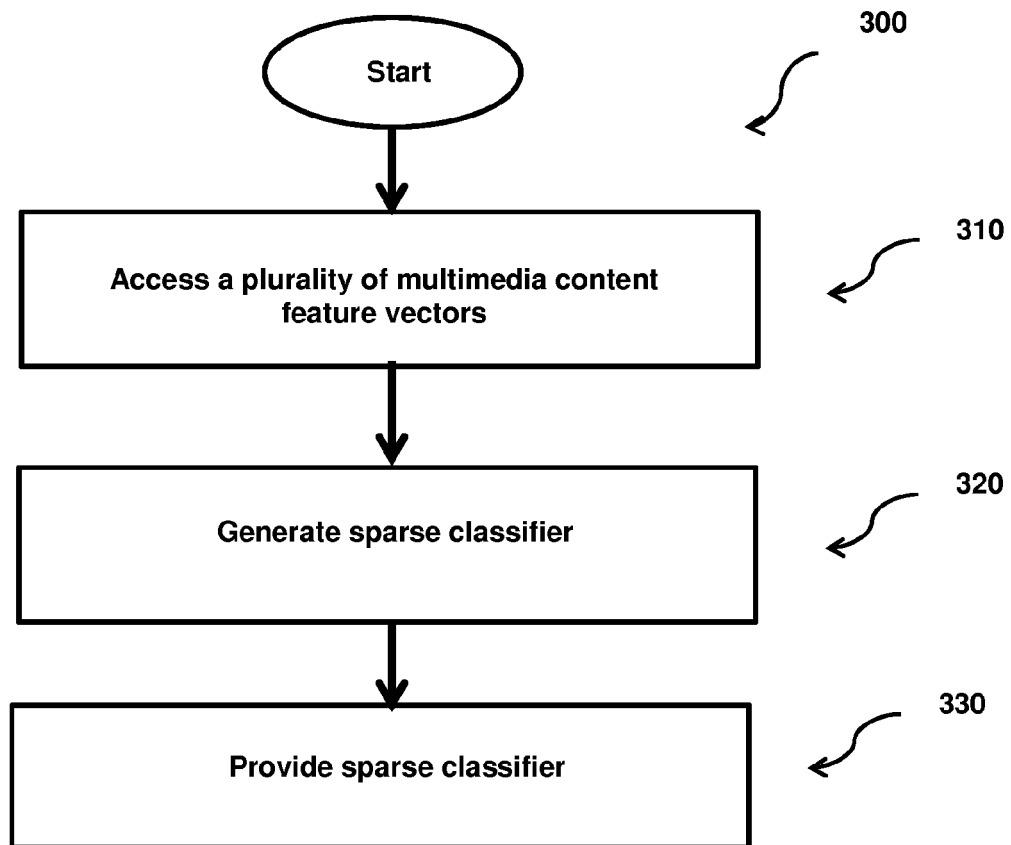 300
Start
310
Access a plurality of multimedia content
feature vectors
320
Generate sparse classifier
330
Provide sparse classifier